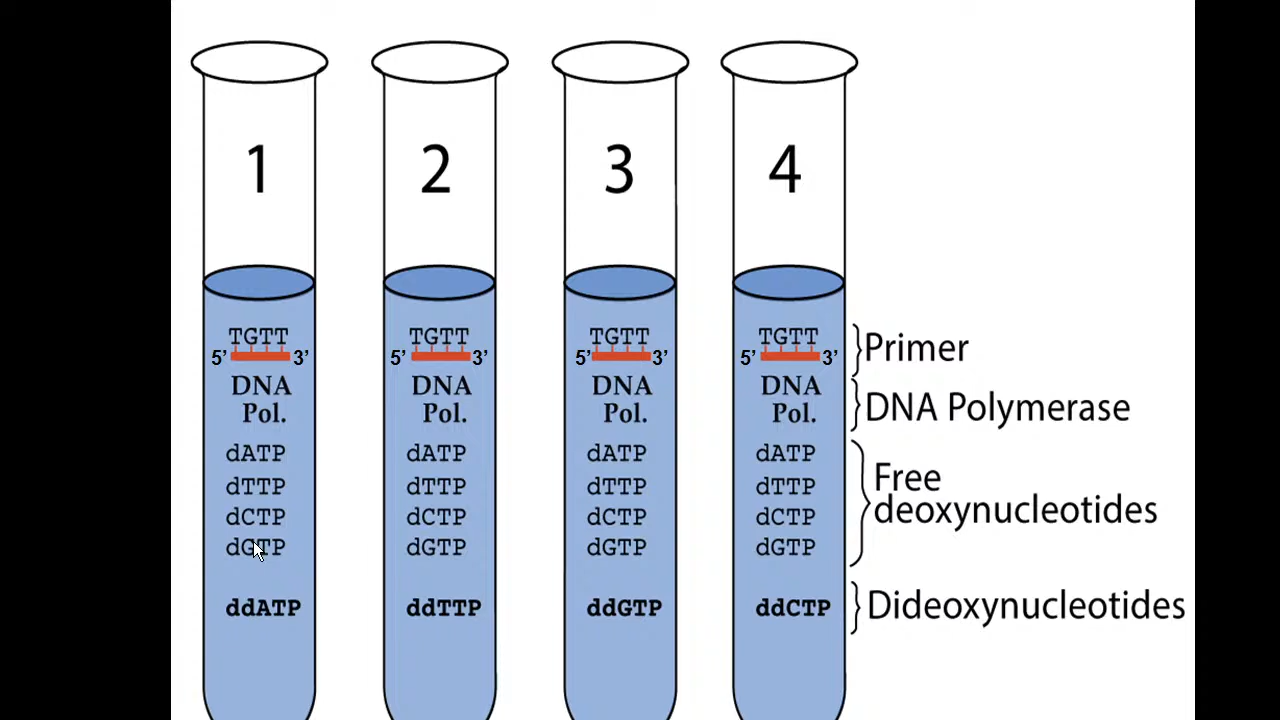 1 2 3 4
TGTT TGTT TGTT TGTT
5’ 3’ 5’ 3’ 5’ 3’ 5’ 3’ Primer
DNA DNA DNA DNA
Pol. Pol. Pol. Pol. DNA Polymerase
dATP dATP dATP dATP
dTTP dTTP dTTP dTTP Free
dCTP dCTP dCTP dCTP deoxynucleotides
dGTP dGTP dGTP dGTP
ddATP ddTTP ddGTP ddCTP Dideoxynucleotides